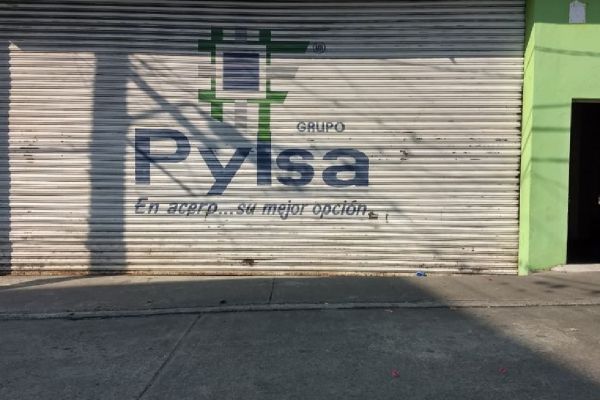 GRUPO
Pylsa
En acero...su mejor opción.